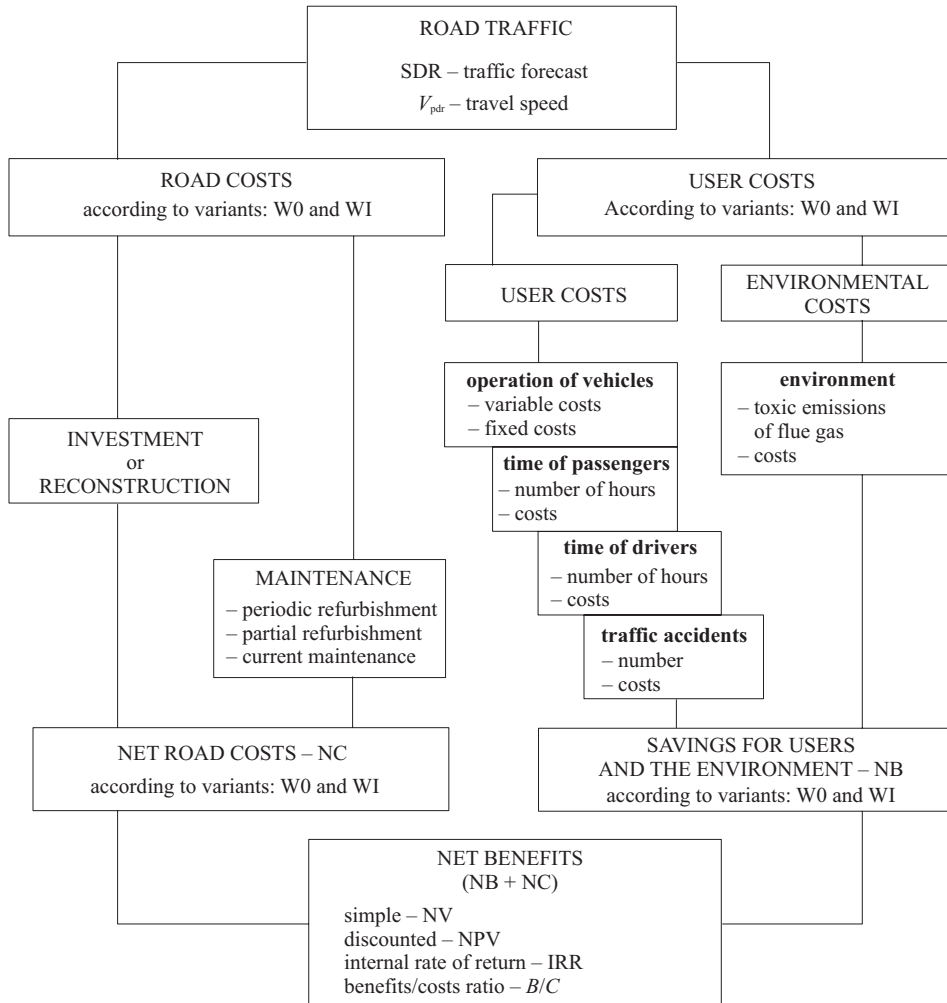 ROAD TRAFFIC
SDR – traffic forecast
Vpdr – travel speed
ROAD COSTS
according to variants: W0 and WI
USER COSTS
According to variants: W0 and WI
USER COSTS
ENVIRONMENTAL
COSTS
operation of vehicles
– variable costs
– fixed costs
environment
– toxic emissions
of flue gas
– costs
INVESTMENT
or
RECONSTRUCTION
time of passengers
– number of hours
– costs
time of drivers
– number of hours
– costs
MAINTENANCE
– periodic refurbishment
– partial refurbishment
– current maintenance
traffic accidents
– number
– costs
NET ROAD COSTS – NC
according to variants: W0 and WI
SAVINGS FOR USERS
AND THE ENVIRONMENT – NB
according to variants: W0 and WI
NET BENEFITS
(NB + NC)
simple – NV
discounted – NPV
internal rate of return – IRR
benefits/costs ratio – B/C